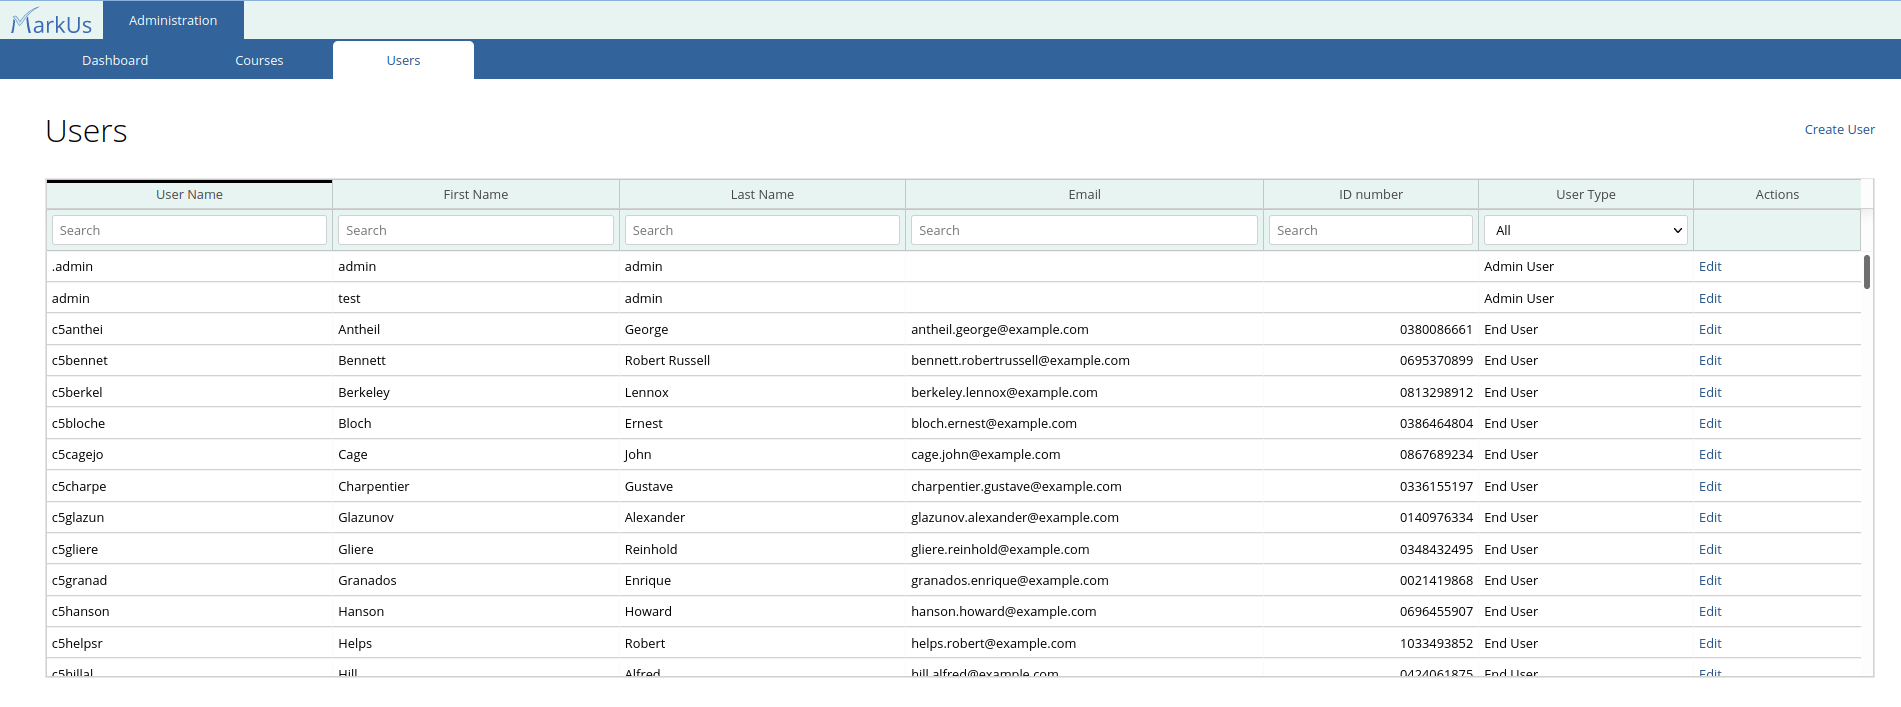 MarkUs Administration
Dashboard Courses Users
Users
Create User
User Name First Name Last Name Email ID number User Type Actions
Search Search Search Search Search All
.admin admin admin Admin User Edit
admin test admin Admin User Edit
c5anthei Antheil George antheil.george@example.com 0380086661 End User Edit
c5bennet Bennett Robert Russell bennett.robertrussell@example.com 0695370899 End User Edit
c5berkel Berkeley Lennox berkeley.lennox@example.com 0813298912 End User Edit
c5bloche Bloch Ernest bloch.ernest@example.com 0386464804 End User Edit
c5cagejo Cage John cage.john@example.com 0867689234 End User Edit
c5charpe Charpentier Gustave charpentier.gustave@example.com 0336155197 End User Edit
c5glazun Glazunov Alexander glazunov.alexander@example.com 0140976334 End User Edit
c5gliere Gliere Reinhold gliere.reinhold@example.com 0348432495 End User Edit
c5granad Granados Enrique granados.enrique@example.com 0021419868 End User Edit
c5hanson Hanson Howard hanson.howard@example.com 0696455907 End User Edit
c5helpsr Helps Robert helps.robert@example.com 1033493852 End User Edit
c5hillal Hill Alfred hill.alfred@example.com 0424061875 End User Edit